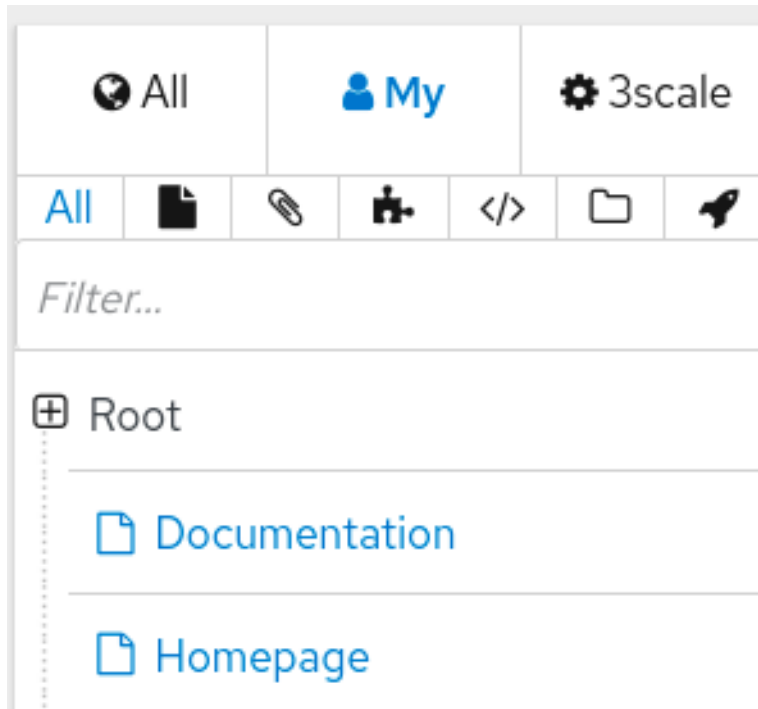 All My 3scale
All </>
Filter...
Root
Documentation
Homepage